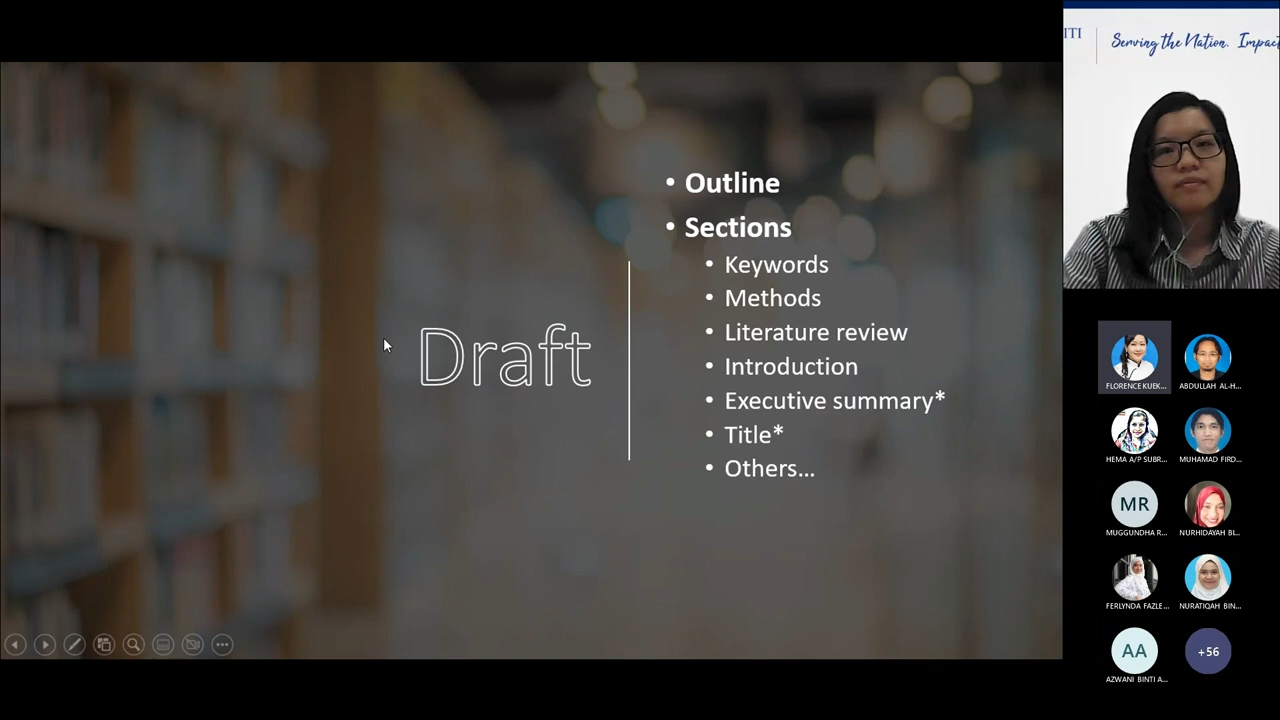 ITI
Serving the Nation. Impact
• Outline
• Sections
• Keywords
• Methods
• Literature review
• Introduction
• Executive summary*
• Title*
• Others...
Draft
FLORENCE KUEK...
ABDULLAH AL-H...
HEMA A/P SUBR...
MUHAMAD FIRD...
MR
MUGGUNDHA R...
NURHIDAYAH BI...
FERLYNDA FAZLE...
NURATIQAH BIN...
AA
AZWANI BINTI A...
+56